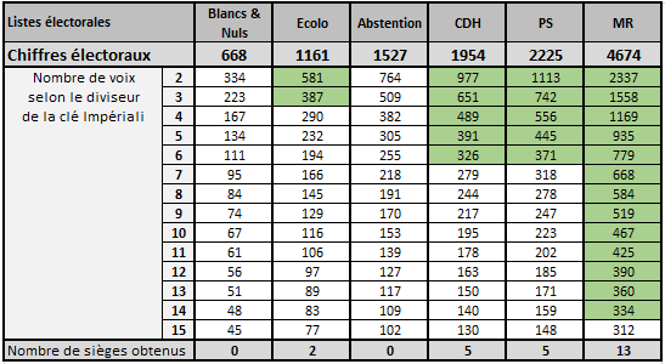 Listes électorales Blancs & Nuls Ecolo Abstention CDH PS MR
Chiffres électoraux 668 1161 1527 1954 2225 4674
Nombre de voix selon le diviseur de la clé Impériali
2 334 581 764 977 1113 2337
3 223 387 509 651 742 1558
4 167 290 382 489 556 1169
5 134 232 305 391 445 935
6 111 194 255 326 371 779
7 95 166 218 279 318 668
8 84 145 191 244 278 584
9 74 129 170 217 247 519
10 67 116 153 195 223 467
11 61 106 139 178 202 425
12 56 97 127 163 185 390
13 51 89 117 150 171 360
14 48 83 109 140 159 334
15 45 77 102 130 148 312
Nombre de sièges obtenus 0 2 0 5 5 13